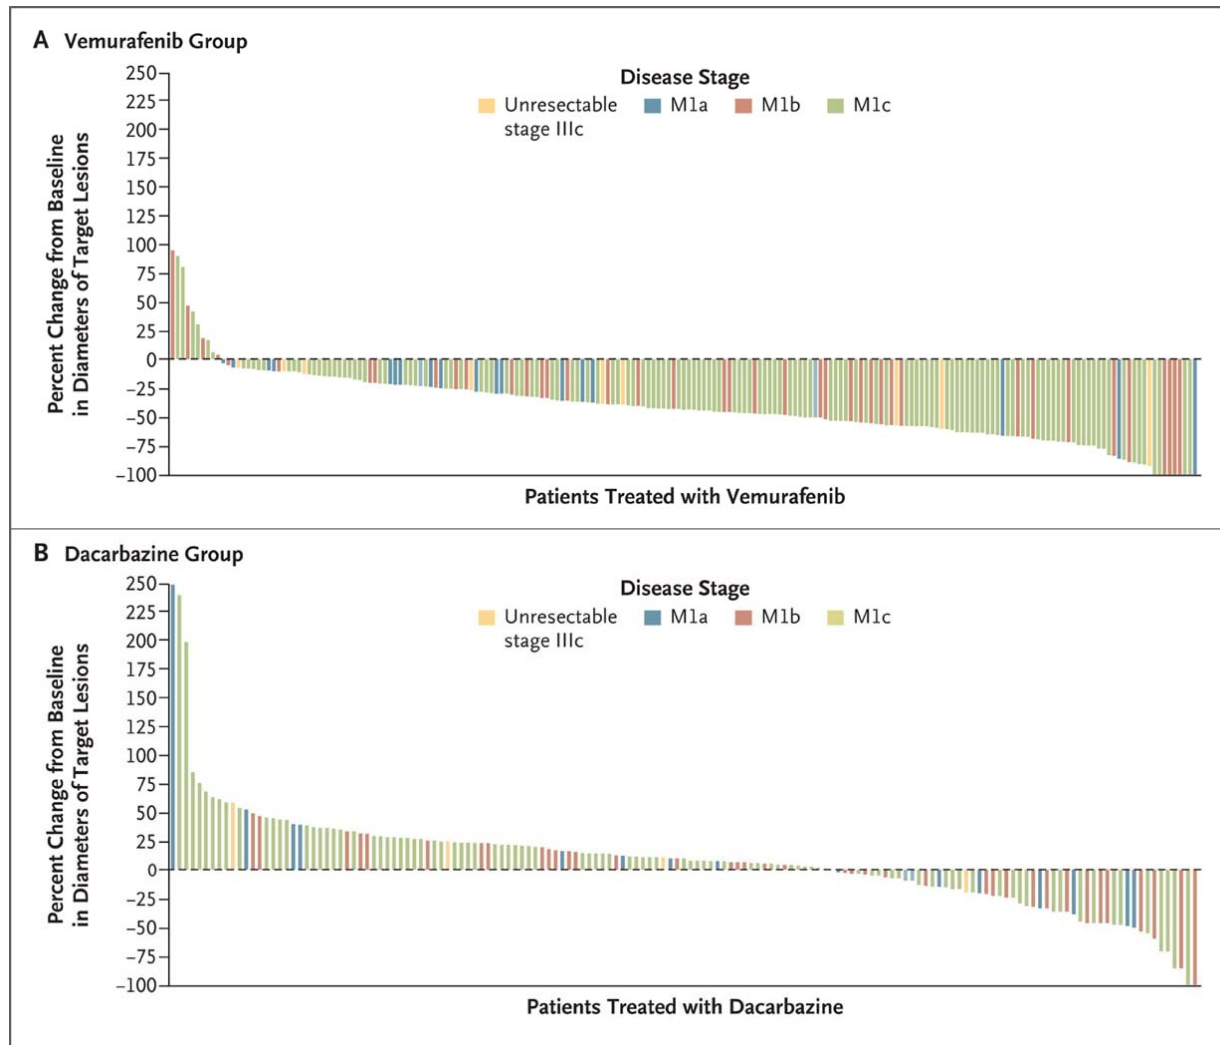 A Vemurafenib Group
Percent Change from Baseline
in Diameters of Target Lesions
250
225
200
175
150
125
100
75
50
25
0
−25
−50
−75
−100
Disease Stage
Unresectable stage IIIc
M1a
M1b
M1c
Patients Treated with Vemurafenib
B Dacarbazine Group
Percent Change from Baseline
in Diameters of Target Lesions
250
225
200
175
150
125
100
75
50
25
0
−25
−50
−75
−100
Disease Stage
Unresectable stage IIIc
M1a
M1b
M1c
Patients Treated with Dacarbazine